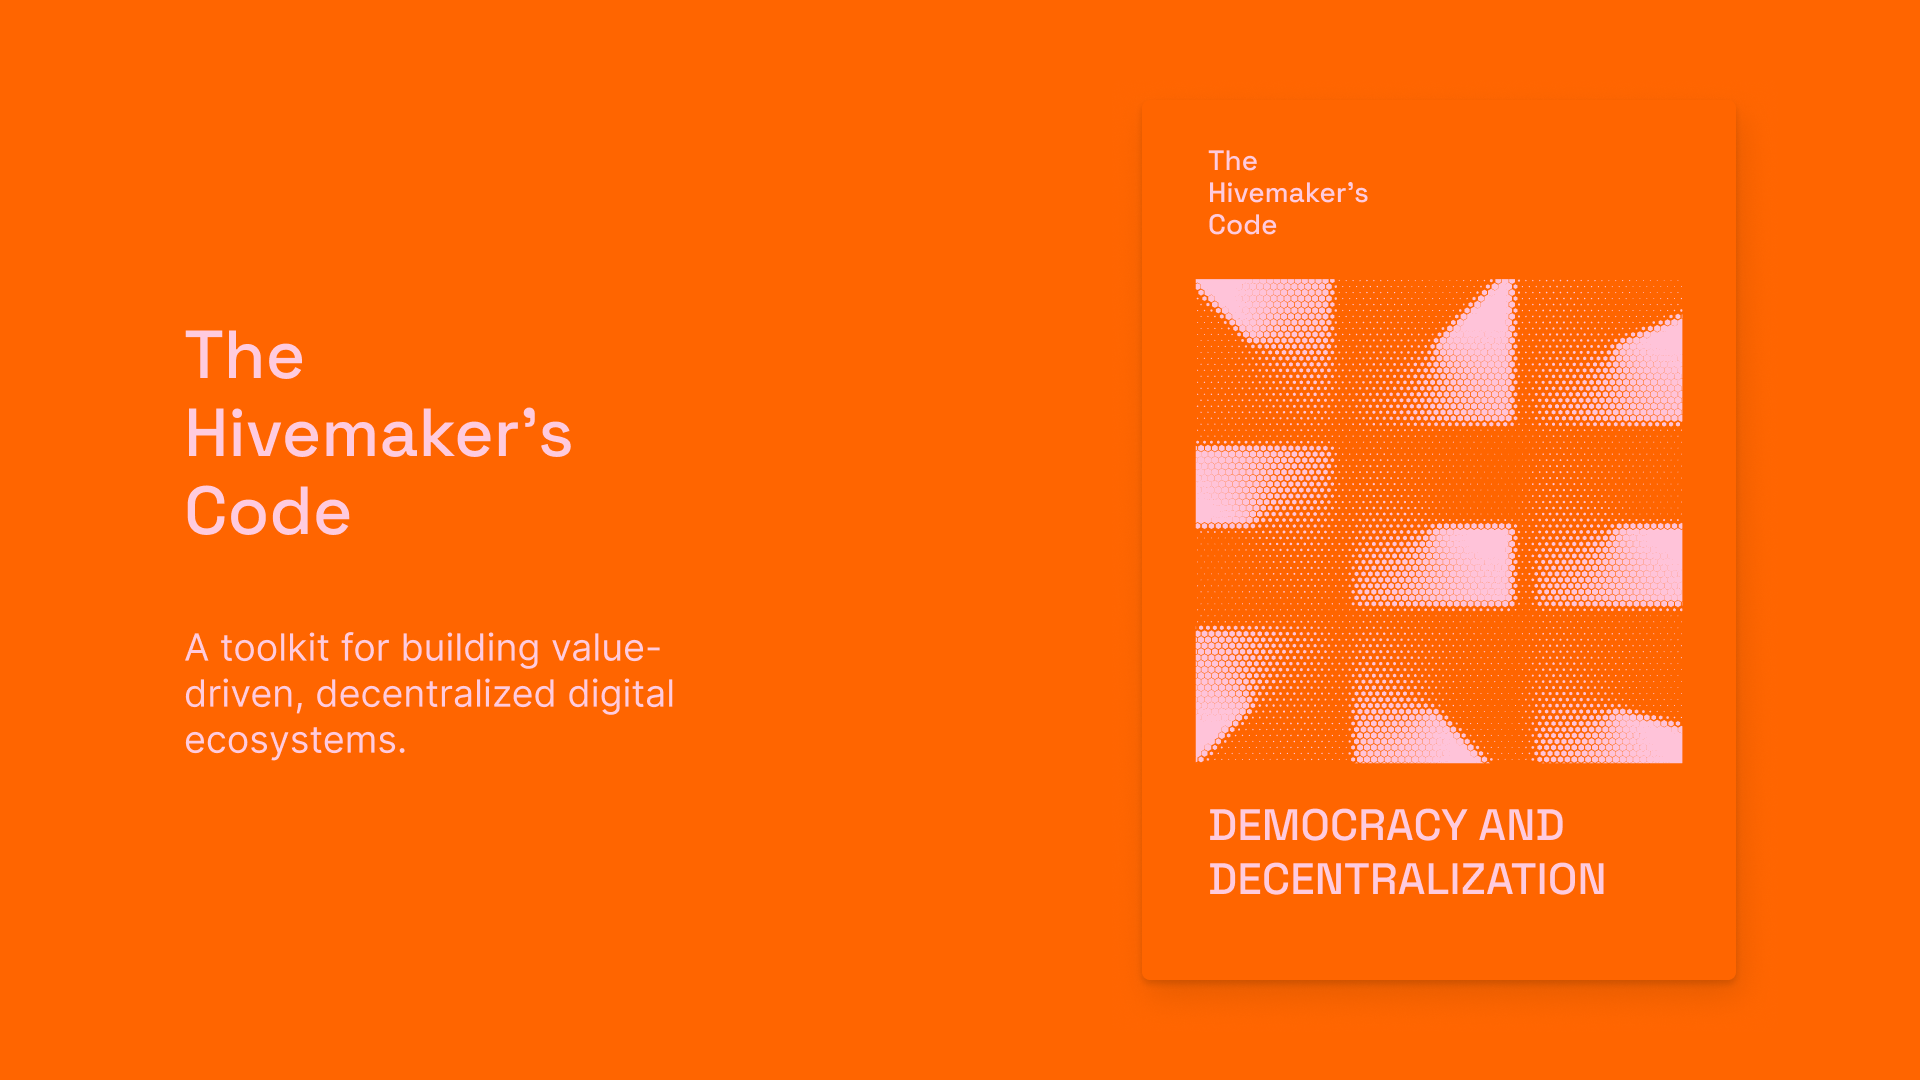 The
Hivemaker’s
Code
A toolkit for building value-
driven, decentralized digital
ecosystems.
The
Hivemaker’s
Code
DEMOCRACY AND
DECENTRALIZATION